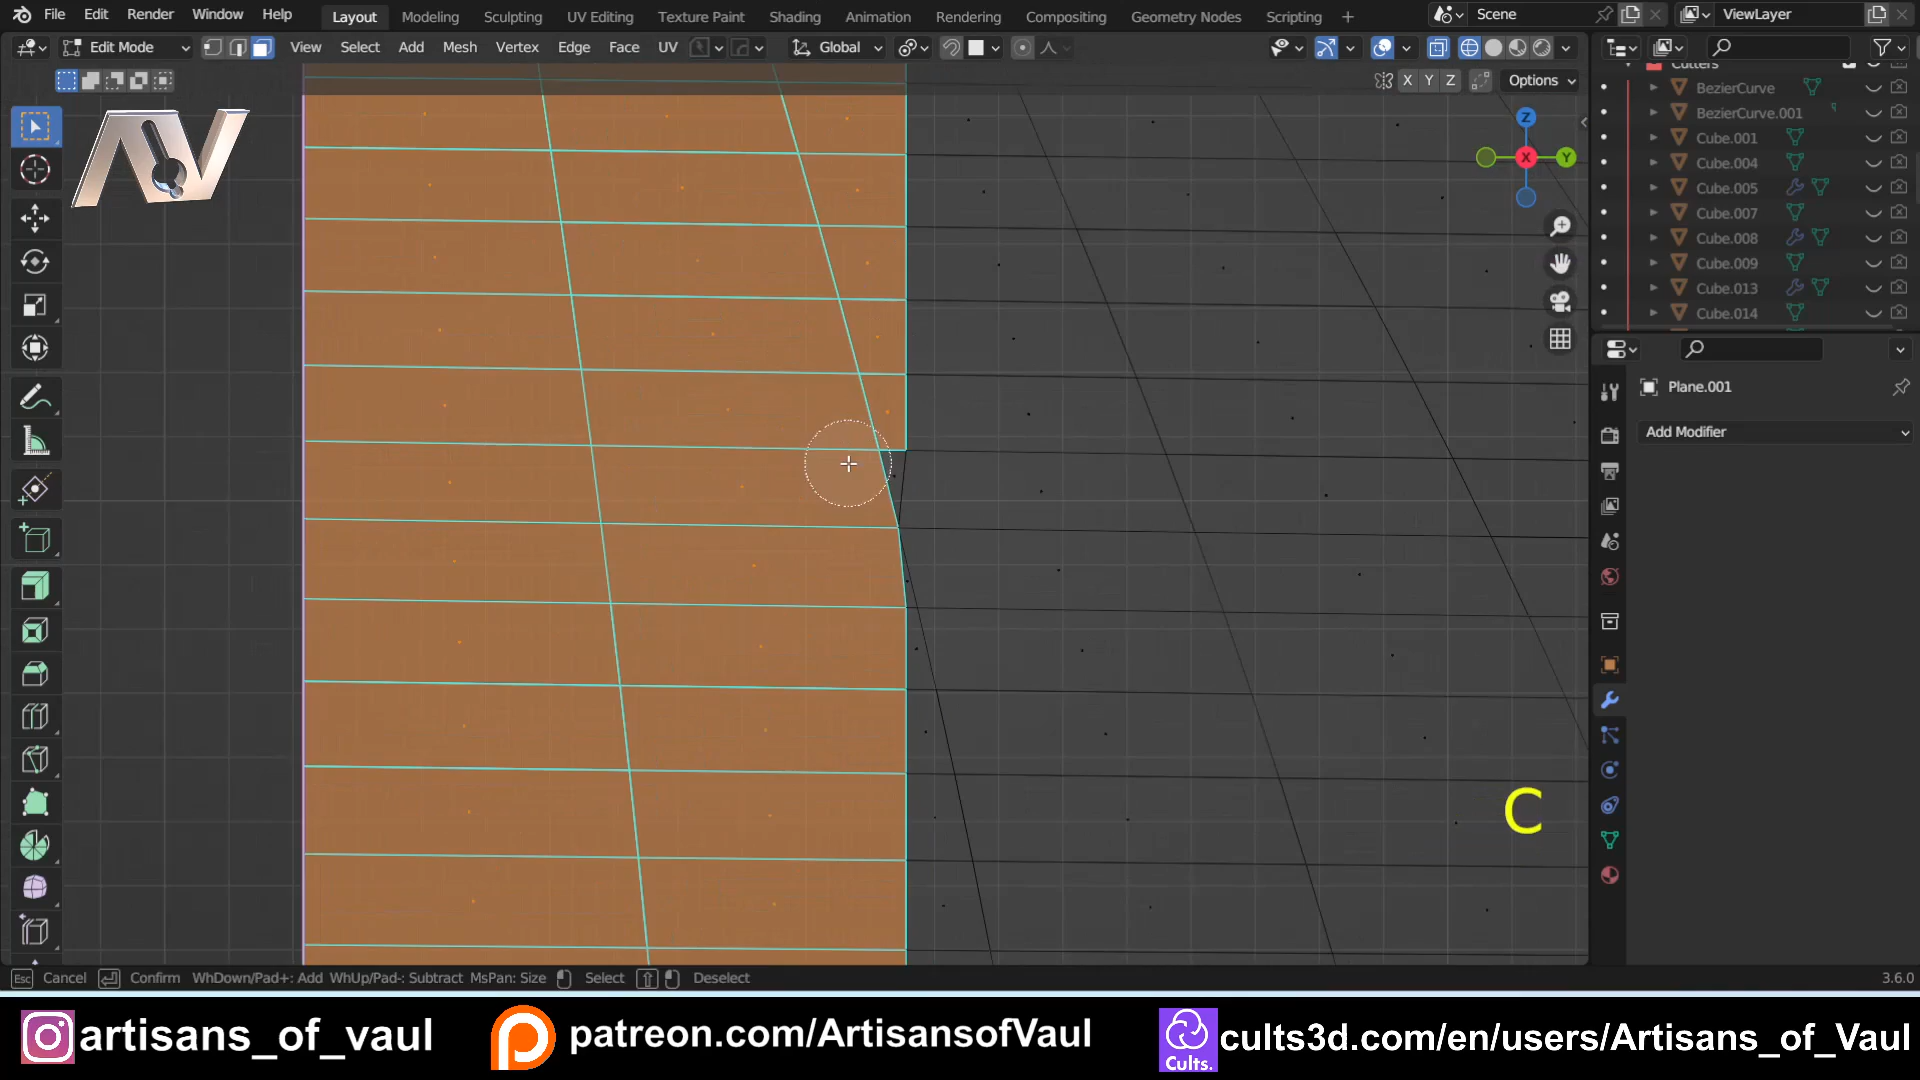 File Edit Render Window Help Layout Modeling Sculpting UV Editing Texture Paint Shading Animation Rendering Compositing Geometry Nodes Scripting + Scene ViewLayer
Edit Mode View Select Add Mesh Vertex Edge Face UV Global
X Y Z Options
Cutters
BezierCurve
BezierCurve.001
Cube.001
Cube.004
Cube.005
Cube.007
Cube.008
Cube.009
Cube.013
Cube.014
Z
X
Y
AV
Plane.001
Add Modifier
C
Esc Cancel Confirm WhDown/Pad+: Add WhUp/Pad-: Subtract MsPan: Size Select Deselect 3.6.0
artisans_of_vaul patreon.com/ArtisansofVaul Cults. cults3d.com/en/users/Artisans_of_Vaul